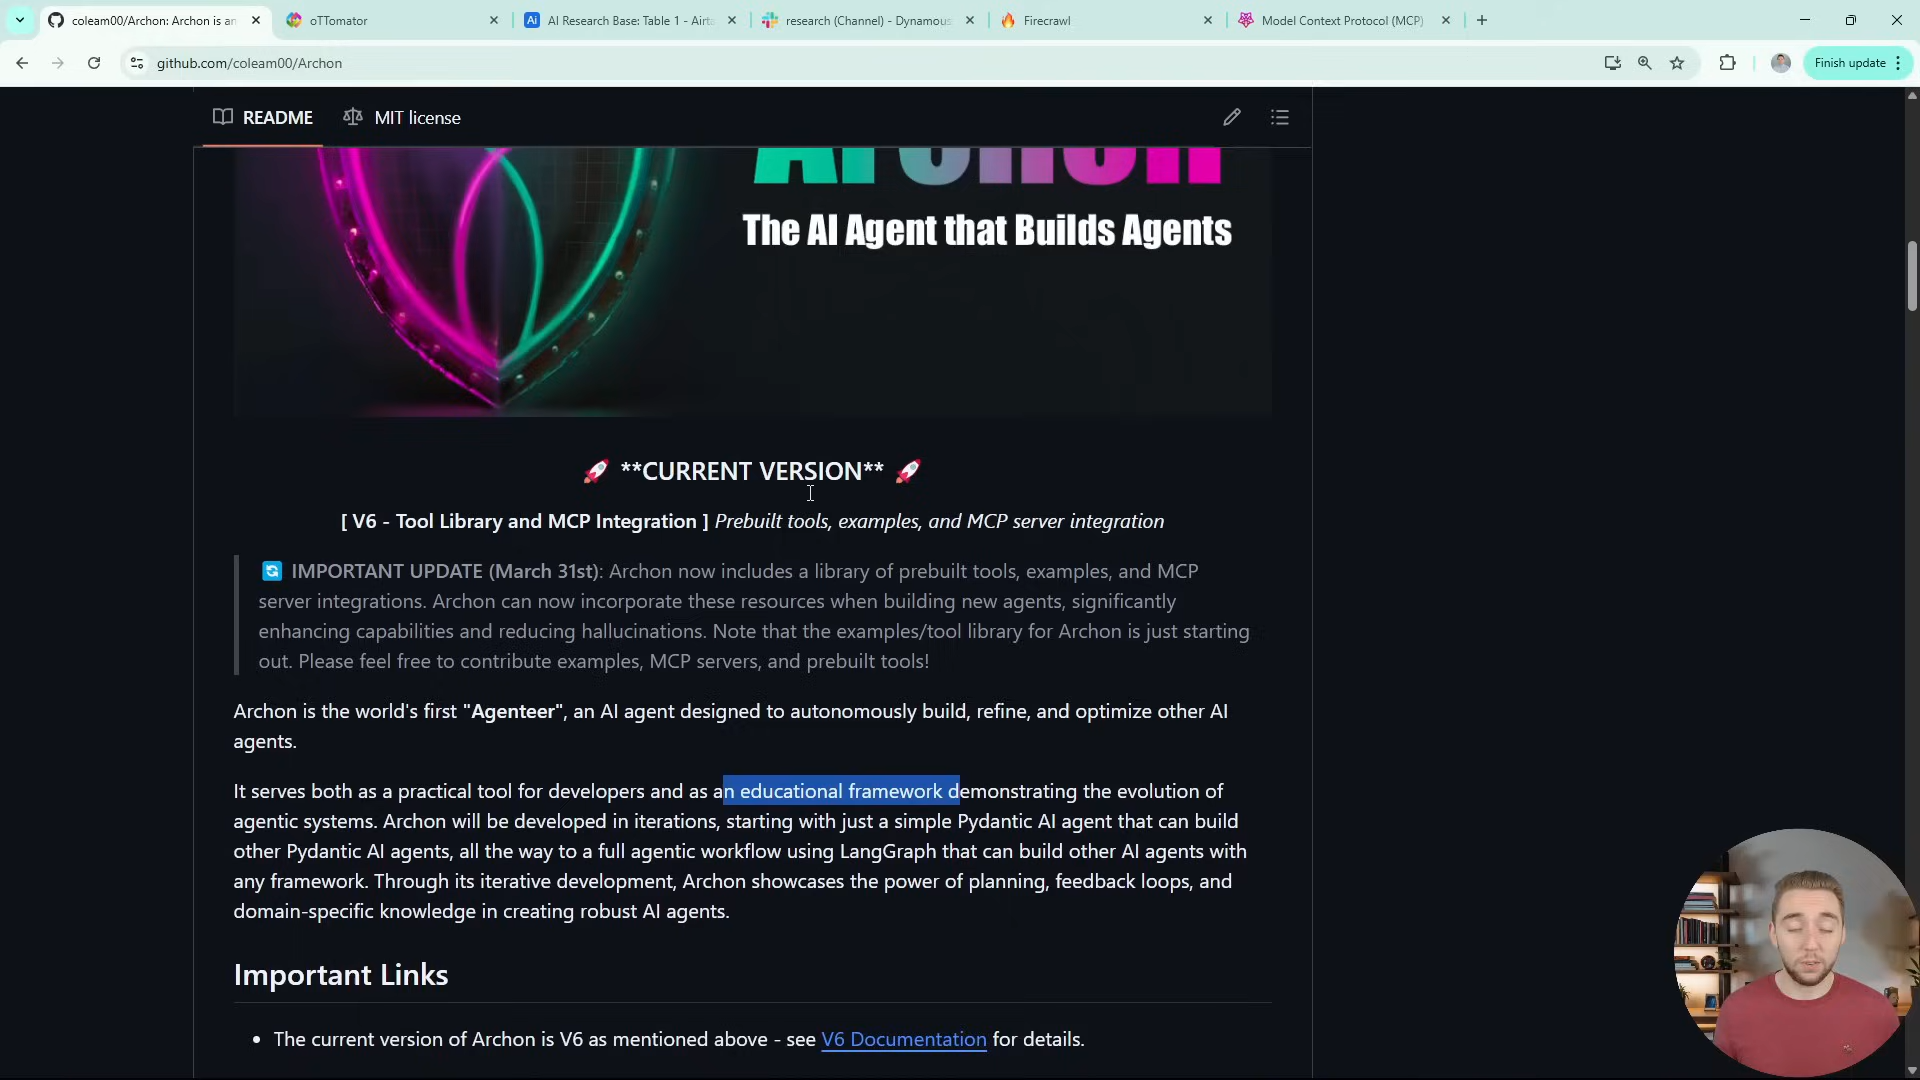 coleam00/Archon: Archon is an
oTTomator
AI Research Base: Table 1 - Airta
research (Channel) - Dynamous
Firecrawl
Model Context Protocol (MCP)
github.com/coleam00/Archon
Finish update
README
MIT license
Archon
The AI Agent that Builds Agents
🚀 **CURRENT VERSION** 🚀
[ V6 - Tool Library and MCP Integration ] Prebuilt tools, examples, and MCP server integration
🔄 IMPORTANT UPDATE (March 31st): Archon now includes a library of prebuilt tools, examples, and MCP
server integrations. Archon can now incorporate these resources when building new agents, significantly
enhancing capabilities and reducing hallucinations. Note that the examples/tool library for Archon is just starting
out. Please feel free to contribute examples, MCP servers, and prebuilt tools!
Archon is the world's first "Agenteer", an AI agent designed to autonomously build, refine, and optimize other AI
agents.
It serves both as a practical tool for developers and as an educational framework demonstrating the evolution of
agentic systems. Archon will be developed in iterations, starting with just a simple Pydantic AI agent that can build
other Pydantic AI agents, all the way to a full agentic workflow using LangGraph that can build other AI agents with
any framework. Through its iterative development, Archon showcases the power of planning, feedback loops, and
domain-specific knowledge in creating robust AI agents.
Important Links
• The current version of Archon is V6 as mentioned above - see V6 Documentation for details.